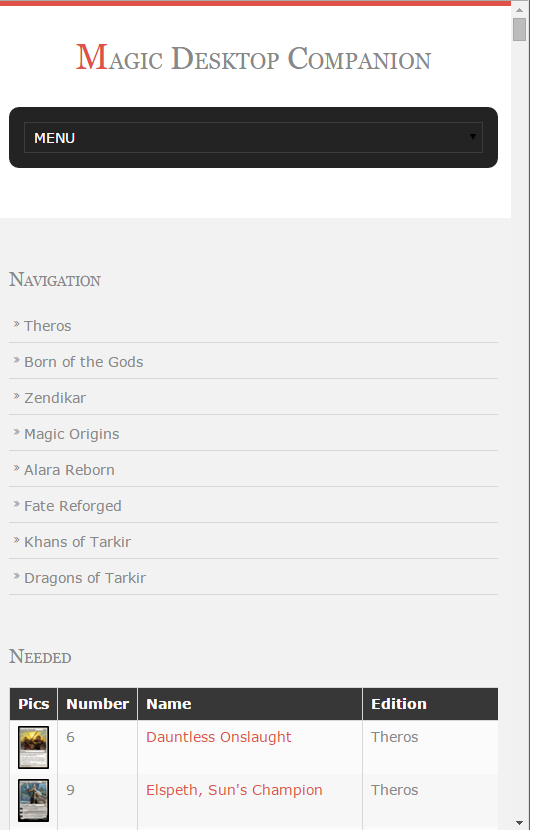 Magic Desktop Companion
MENU
Navigation
» Theros
» Born of the Gods
» Zendikar
» Magic Origins
» Alara Reborn
» Fate Reforged
» Khans of Tarkir
» Dragons of Tarkir
Needed
Pics Number Name Edition
6 Dauntless Onslaught Theros
9 Elspeth, Sun's Champion Theros